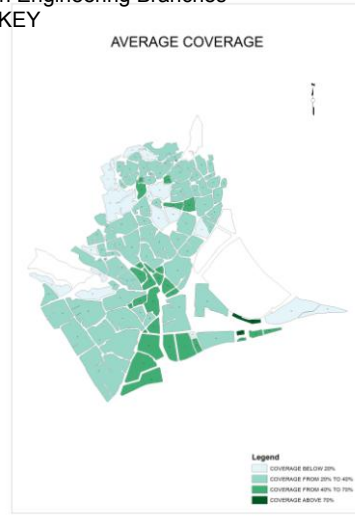 n Engineering Branches
KEY
AVERAGE COVERAGE
Legend
COVERAGE BELOW 20%
COVERAGE FROM 20% TO 40%
COVERAGE FROM 40% TO 70%
COVERAGE ABOVE 70%